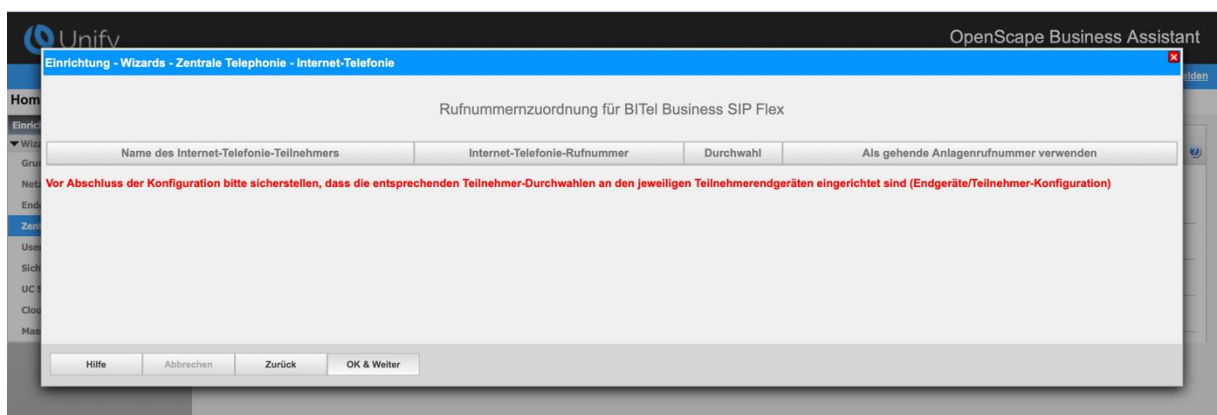 Unify
OpenScape Business Assistant
Einrichtung - Wizards - Zentrale Telephonie - Internet-Telefonie
Rufnummernzuordnung für BITel Business SIP Flex
Name des Internet-Telefonie-Teilnehmers Internet-Telefonie-Rufnummer Durchwahl Als gehende Anlagenrufnummer verwenden
Vor Abschluss der Konfiguration bitte sicherstellen, dass die entsprechenden Teilnehmer-Durchwahlen an den jeweiligen Teilnehmerendgeräten eingerichtet sind (Endgeräte/Teilnehmer-Konfiguration)
Hilfe Abbrechen Zurück OK & Weiter